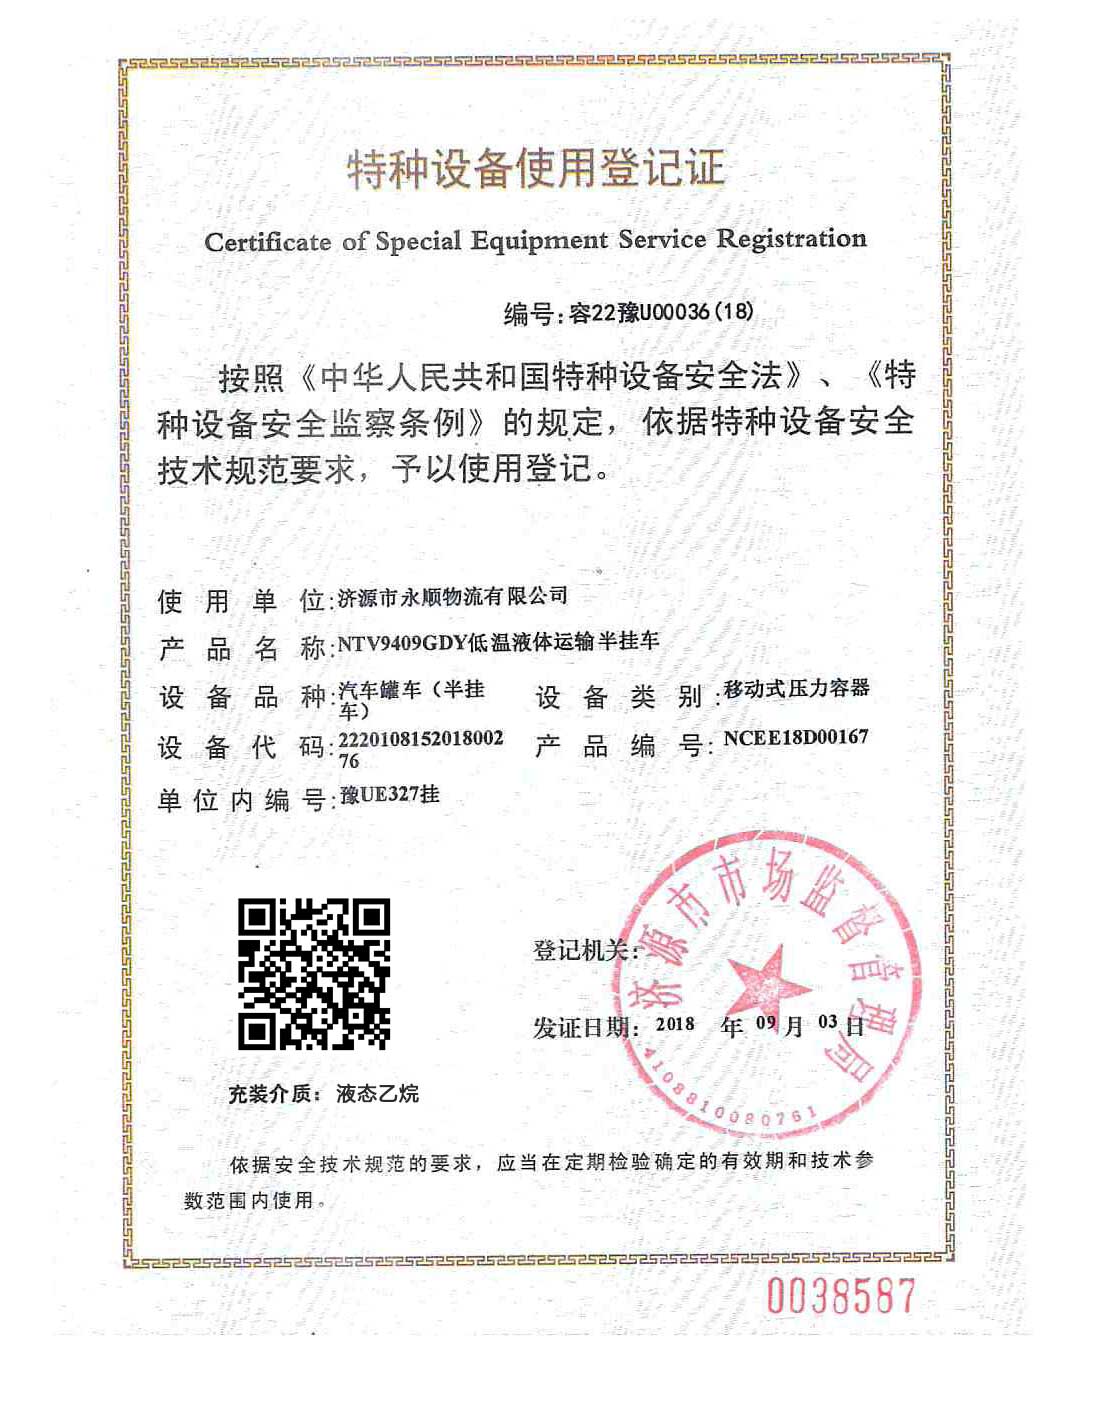 特种设备使用登记证
Certificate of Special Equipment Service Registration
编号:容22豫U00036(18)
按照《中华人民共和国特种设备安全法》、《特
种设备安全监察条例》的规定，依据特种设备安全
技术规范要求，予以使用登记。
使用单位:济源市永顺物流有限公司
产品名称:NTV9409GDY低温液体运输半挂车
设备品种:汽车罐车（半挂 设备类别:移动式压力容器
车）
设备代码:2220108152018002 产品编号:NCEE18D00167
76
单位内编号:豫UE327挂
济源市市场监督管理局
登记机关:
发证日期: 2018 年 09 月 03 日
4108810080761
充装介质：液态乙烷
依据安全技术规范的要求，应当在定期检验确定的有效期和技术参
数范围内使用。
0038587